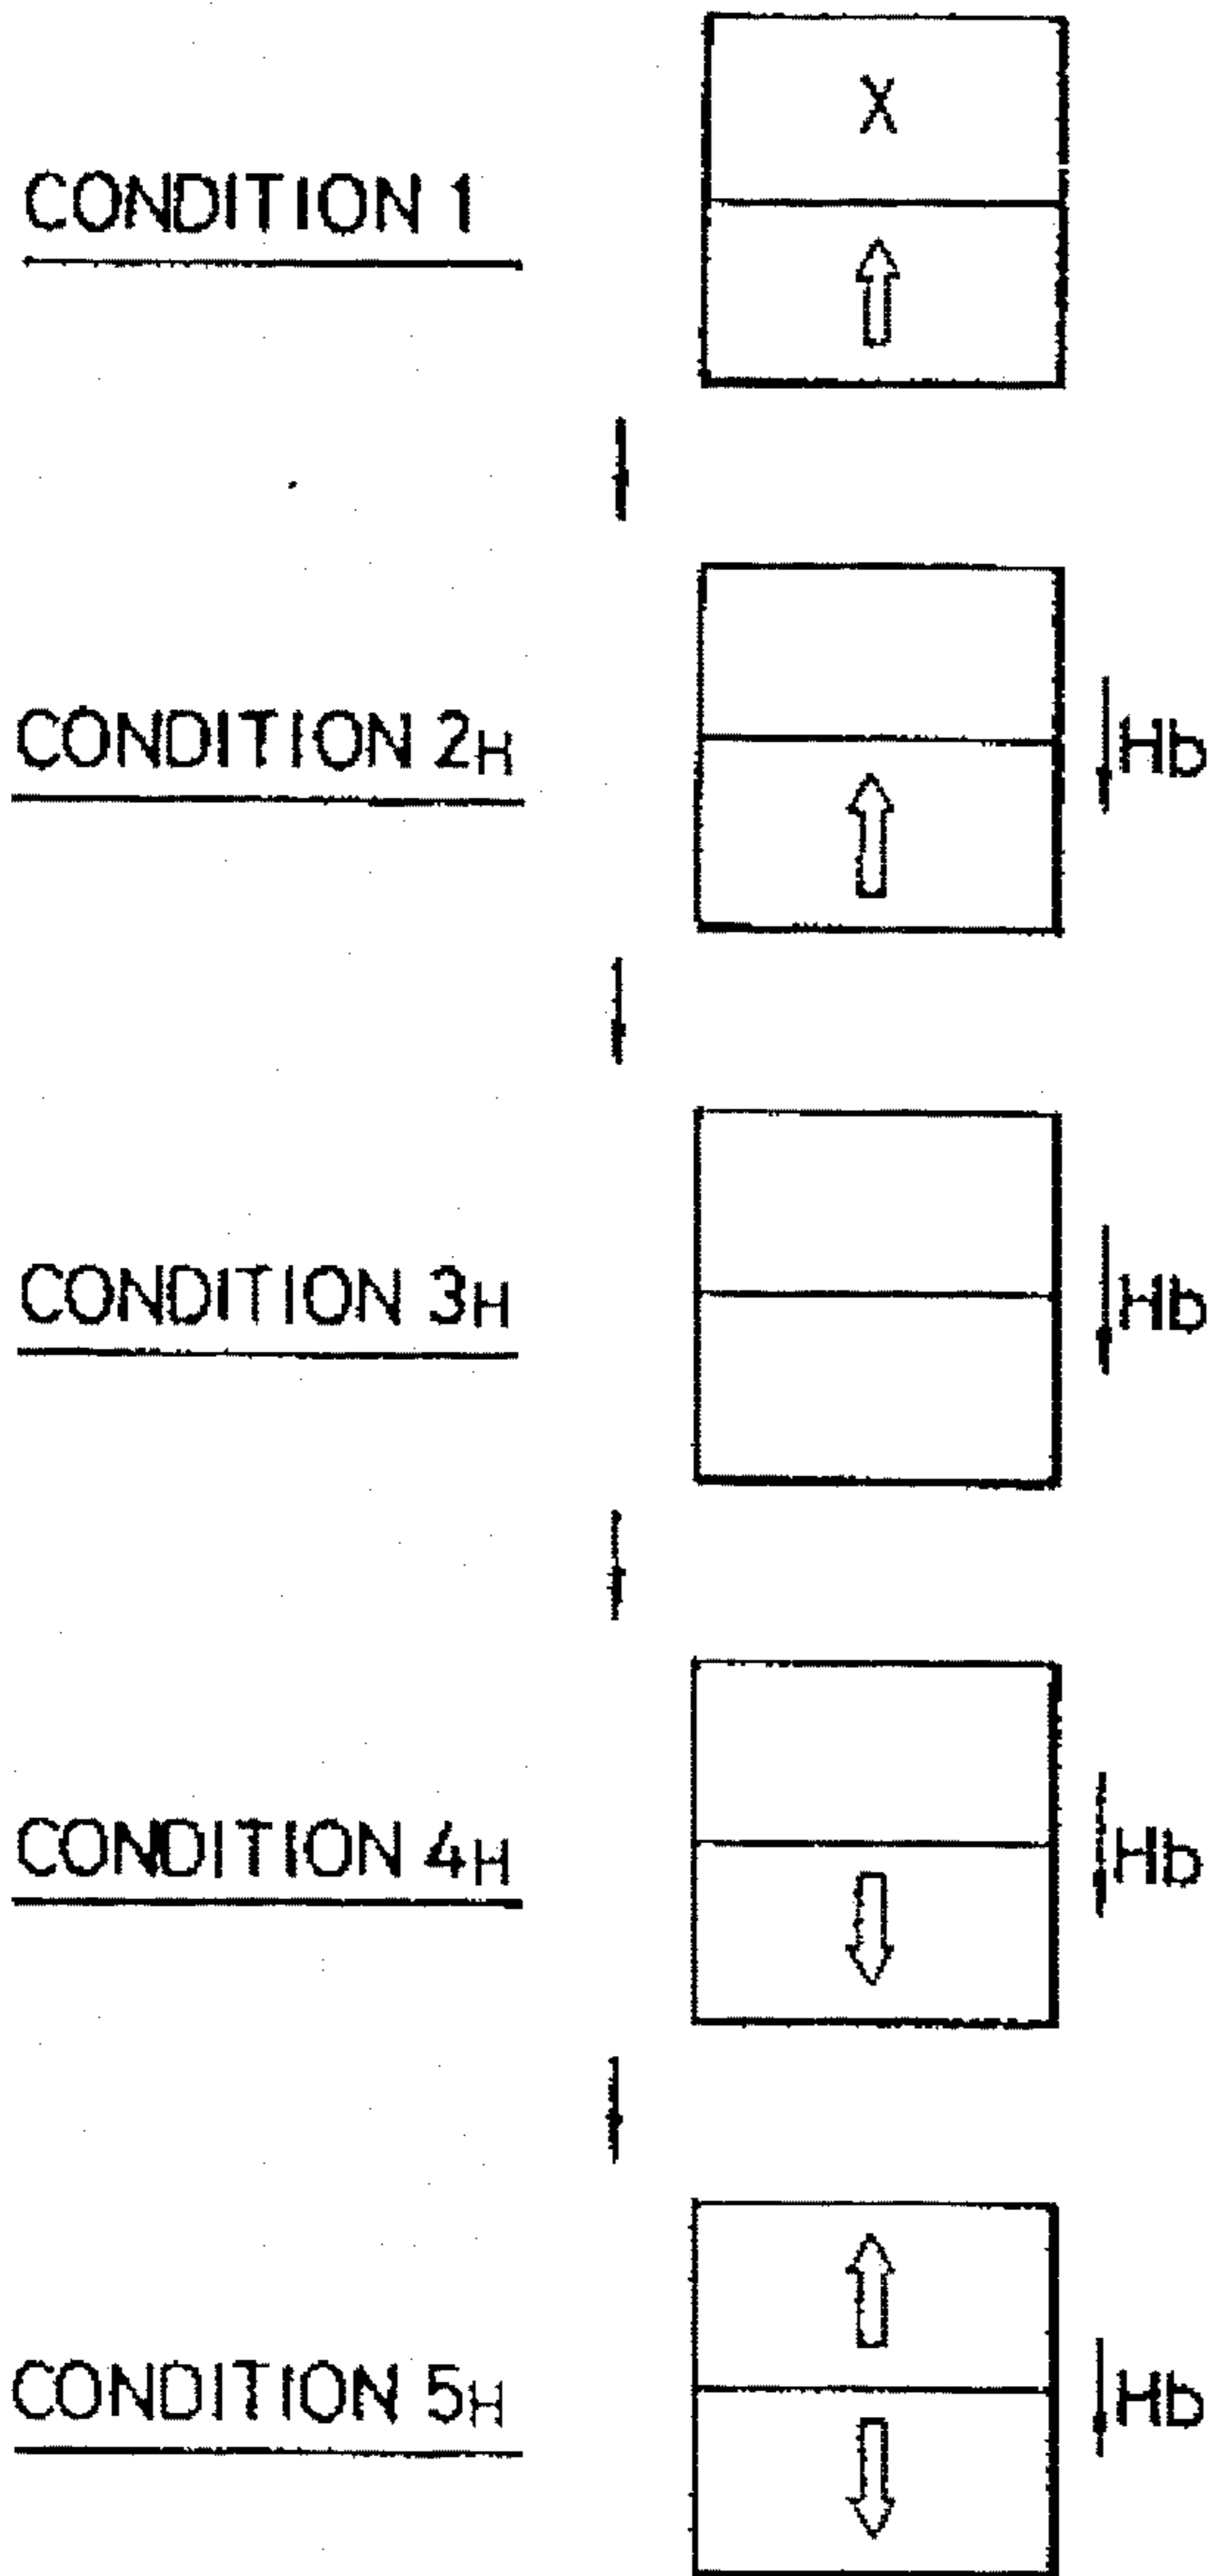 X
CONDITION 1
CONDITION 2H
Hb
CONDITION 3H
Hb
CONDITION 4H
Hb
CONDITION 5H
Hb